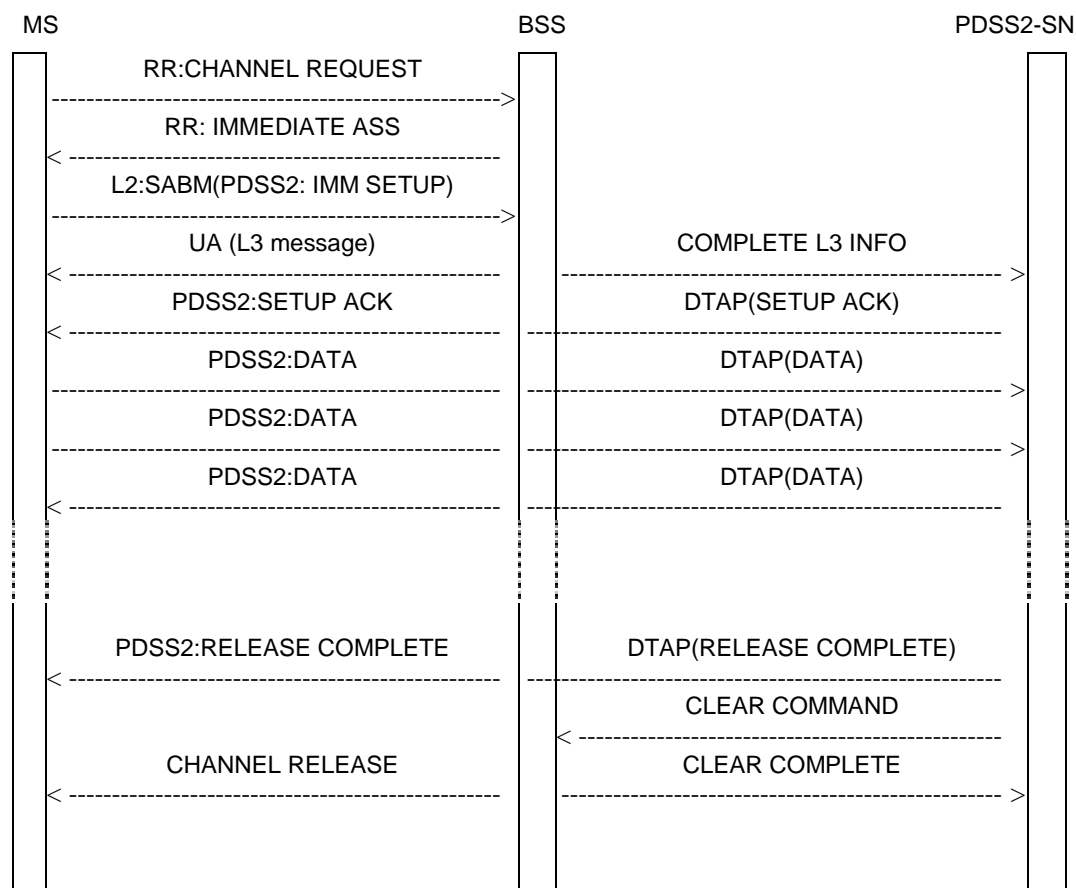 MS BSS PDSS2-SN
RR:CHANNEL REQUEST
RR: IMMEDIATE ASS
L2:SABM(PDSS2: IMM SETUP)
UA (L3 message) COMPLETE L3 INFO
PDSS2:SETUP ACK DTAP(SETUP ACK)
PDSS2:DATA DTAP(DATA)
PDSS2:DATA DTAP(DATA)
PDSS2:DATA DTAP(DATA)
PDSS2:RELEASE COMPLETE DTAP(RELEASE COMPLETE)
CLEAR COMMAND
CHANNEL RELEASE CLEAR COMPLETE